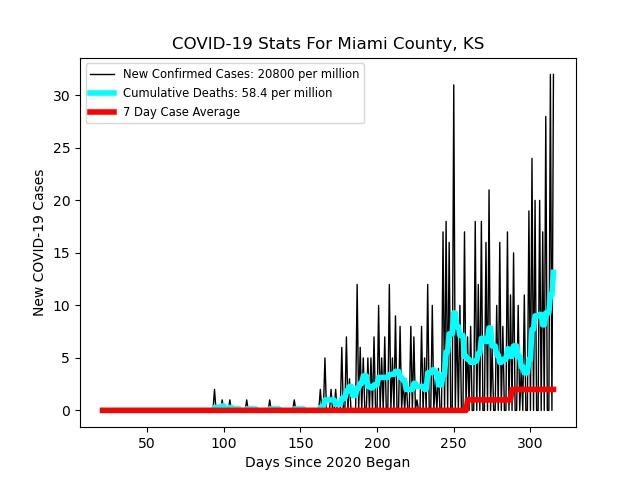 COVID-19 Stats For Miami County, KS
New Confirmed Cases: 20800 per million
Cumulative Deaths: 58.4 per million
7 Day Case Average
New COVID-19 Cases
30
25
20
15
10
5
0
50 100 150 200 250 300
Days Since 2020 Began